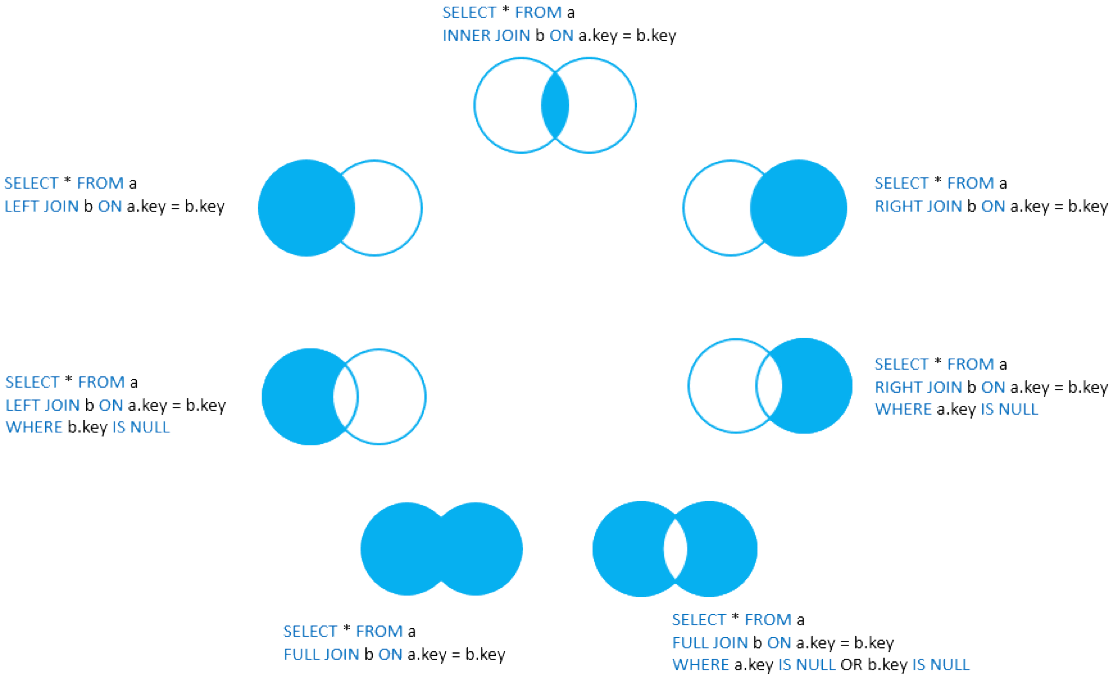 SELECT * FROM a
INNER JOIN b ON a.key = b.key
SELECT * FROM a
LEFT JOIN b ON a.key = b.key
SELECT * FROM a
RIGHT JOIN b ON a.key = b.key
SELECT * FROM a
LEFT JOIN b ON a.key = b.key
WHERE b.key IS NULL
SELECT * FROM a
RIGHT JOIN b ON a.key = b.key
WHERE a.key IS NULL
SELECT * FROM a
FULL JOIN b ON a.key = b.key
SELECT * FROM a
FULL JOIN b ON a.key = b.key
WHERE a.key IS NULL OR b.key IS NULL